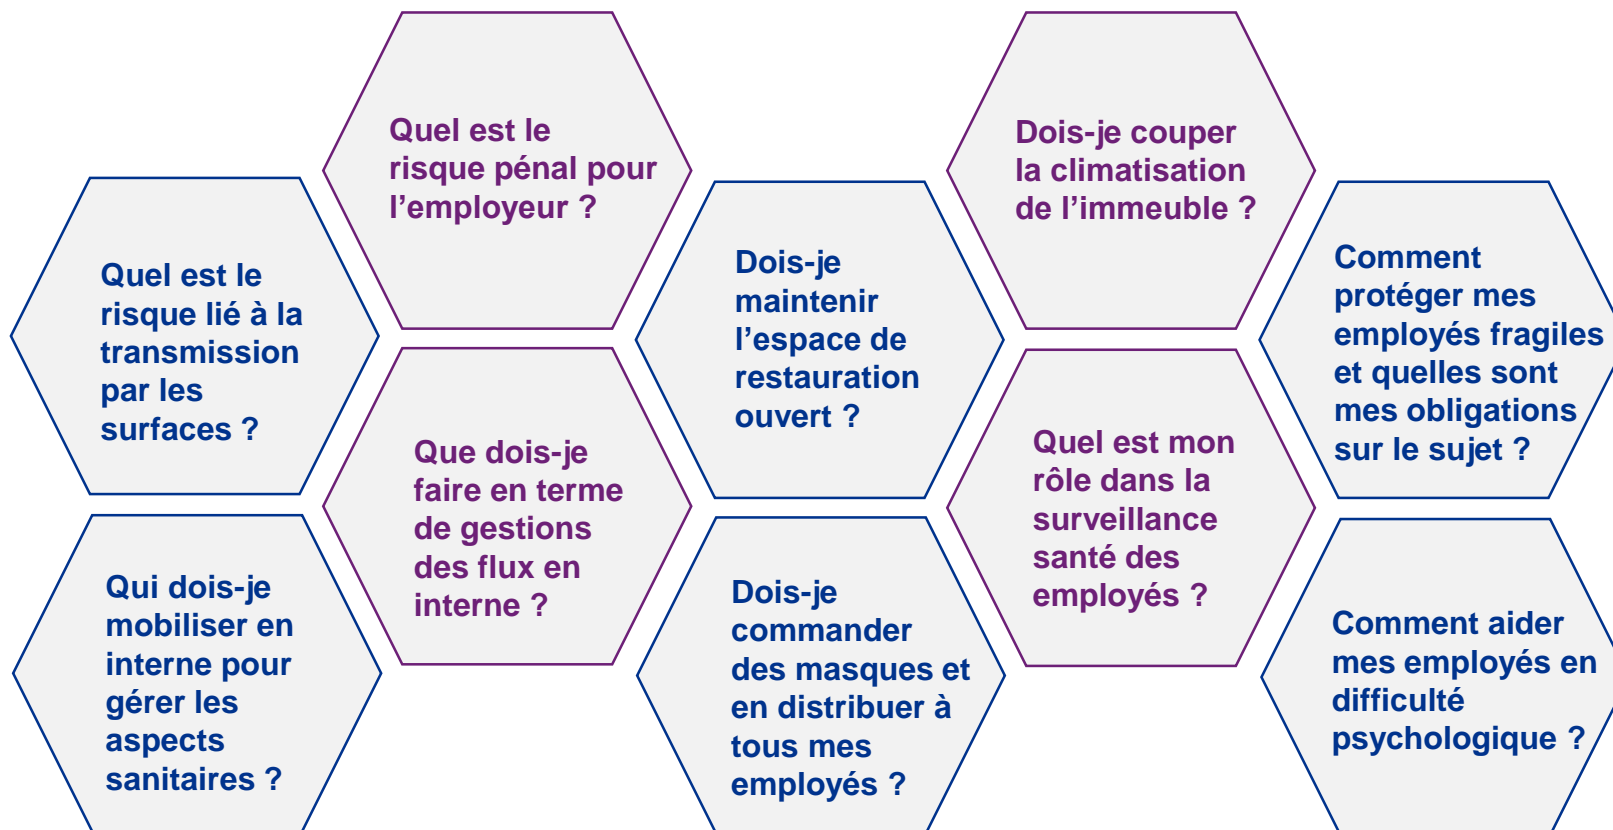 Quel est le
risque pénal pour
l’employeur ?
Dois-je couper
la climatisation
de l’immeuble ?
Quel est le
risque lié à la
transmission
par les
surfaces ?
Dois-je
maintenir
l’espace de
restauration
ouvert ?
Comment
protéger mes
employés fragiles
et quelles sont
mes obligations
sur le sujet ?
Que dois-je
faire en terme
de gestions
des flux en
interne ?
Quel est mon
rôle dans la
surveillance
santé des
employés ?
Qui dois-je
mobiliser en
interne pour
gérer les
aspects
sanitaires ?
Dois-je
commander
des masques et
en distribuer à
tous mes
employés ?
Comment aider
mes employés en
difficulté
psychologique ?